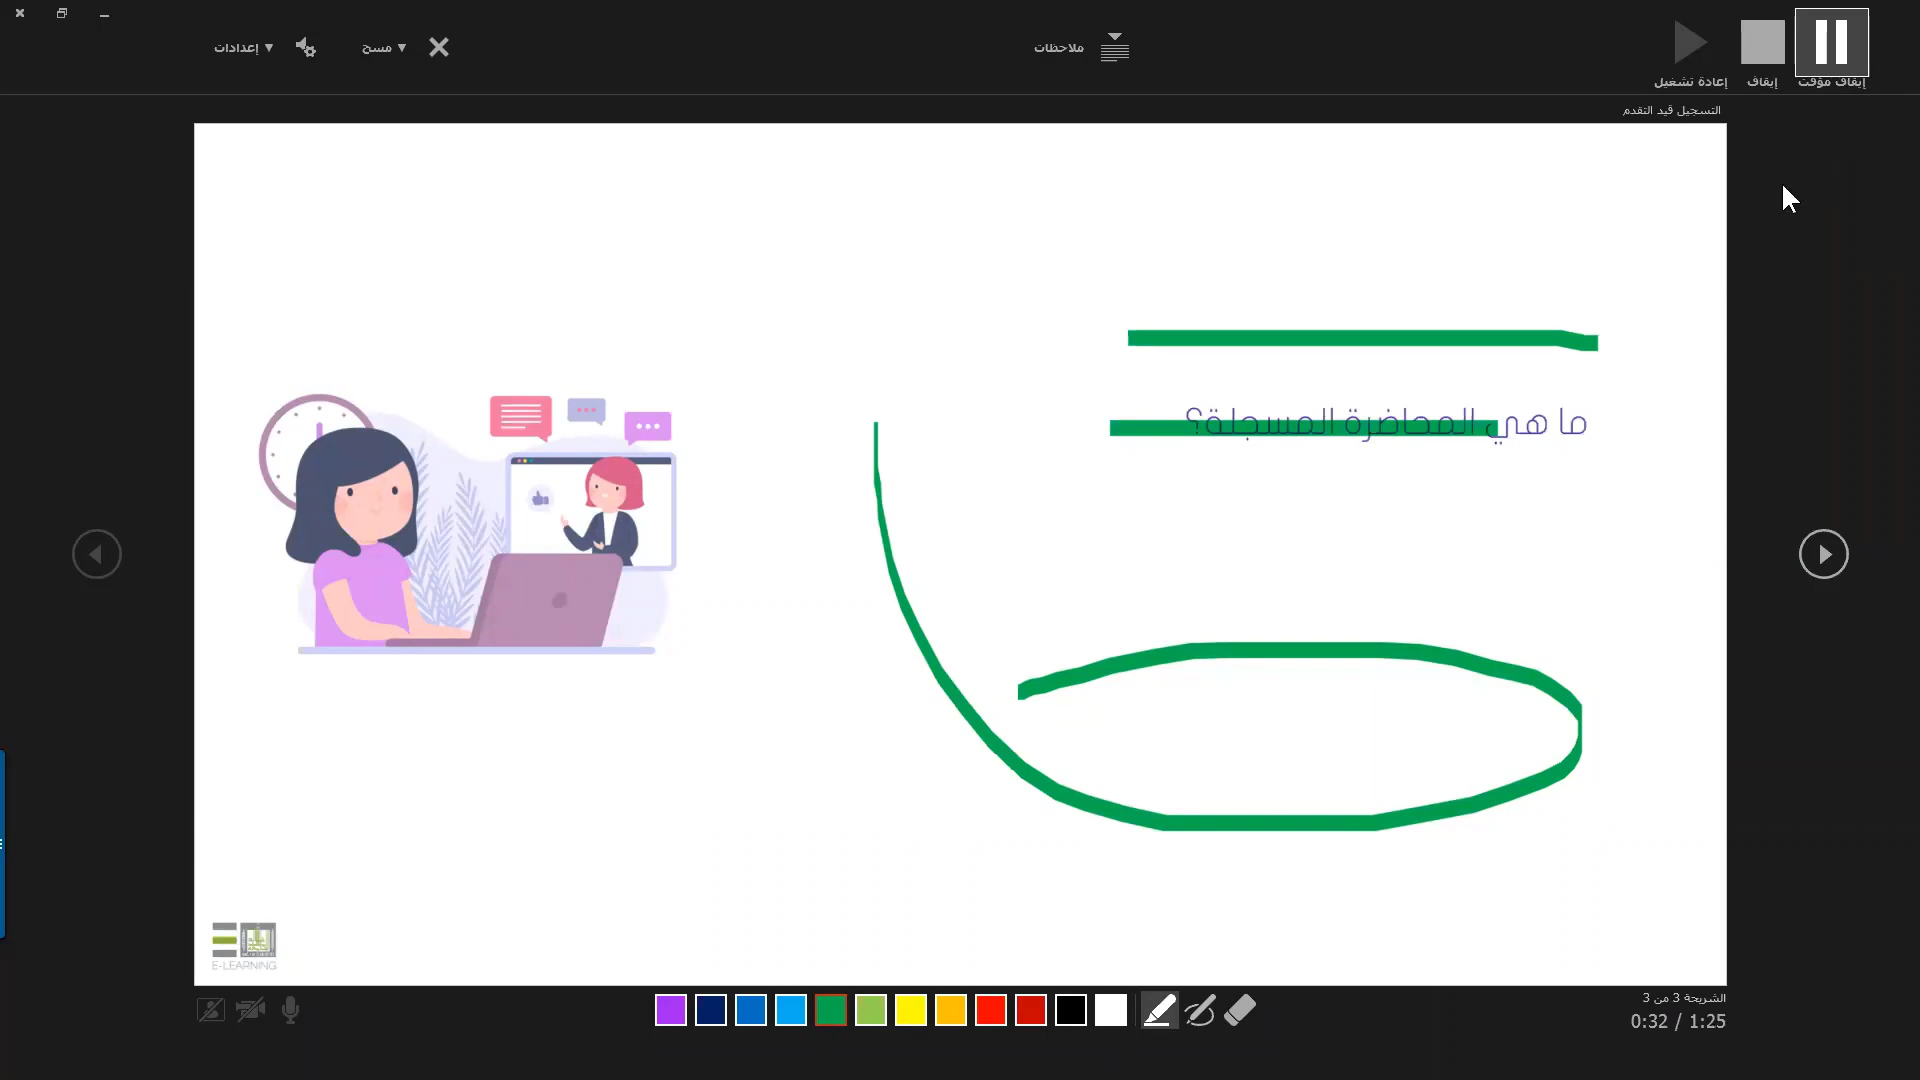 إيقاف مؤقت
إيقاف
إعادة تشغيل
ملاحظات
مسح
إعدادات
التسجيل قيد التقدم
ما هي المحاضرة المسجلة؟
E-LEARNING
الشريحة 3 من 3
0:32 / 1:25